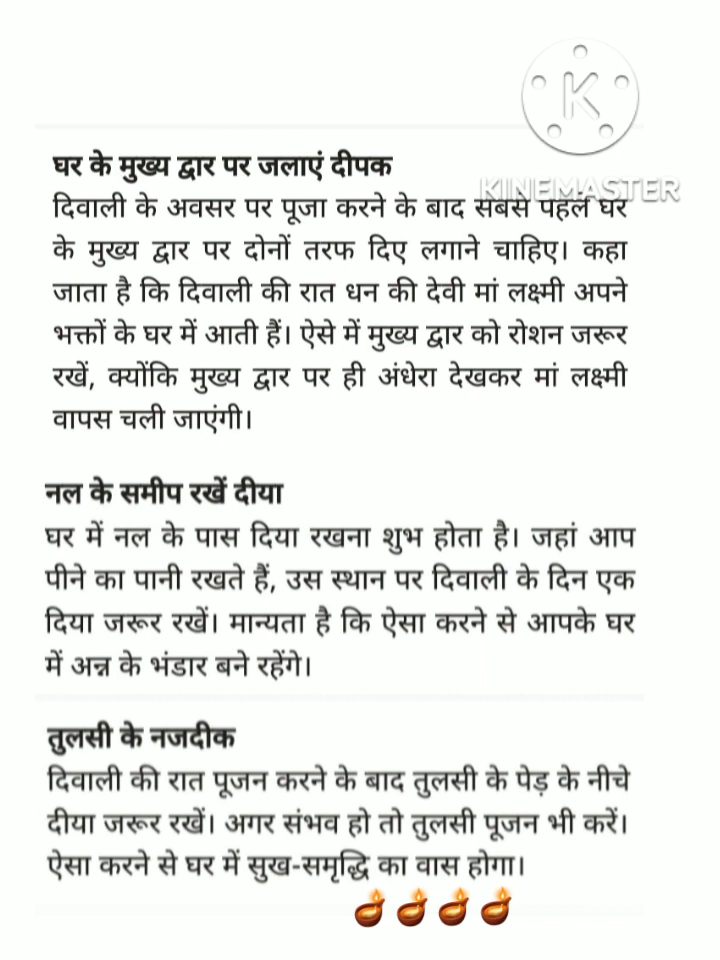 K
KINEMASTER
घर के मुख्य द्वार पर जलाएं दीपक
दिवाली के अवसर पर पूजा करने के बाद सबसे पहले घर
के मुख्य द्वार पर दोनों तरफ दिए लगाने चाहिए। कहा
जाता है कि दिवाली की रात धन की देवी मां लक्ष्मी अपने
भक्तों के घर में आती हैं। ऐसे में मुख्य द्वार को रोशन जरूर
रखें, क्योंकि मुख्य द्वार पर ही अंधेरा देखकर मां लक्ष्मी
वापस चली जाएंगी।
नल के समीप रखें दीया
घर में नल के पास दिया रखना शुभ होता है। जहां आप
पीने का पानी रखते हैं, उस स्थान पर दिवाली के दिन एक
दिया जरूर रखें। मान्यता है कि ऐसा करने से आपके घर
में अन्न के भंडार बने रहेंगे।
तुलसी के नजदीक
दिवाली की रात पूजन करने के बाद तुलसी के पेड़ के नीचे
दीया जरूर रखें। अगर संभव हो तो तुलसी पूजन भी करें।
ऐसा करने से घर में सुख-समृद्धि का वास होगा।